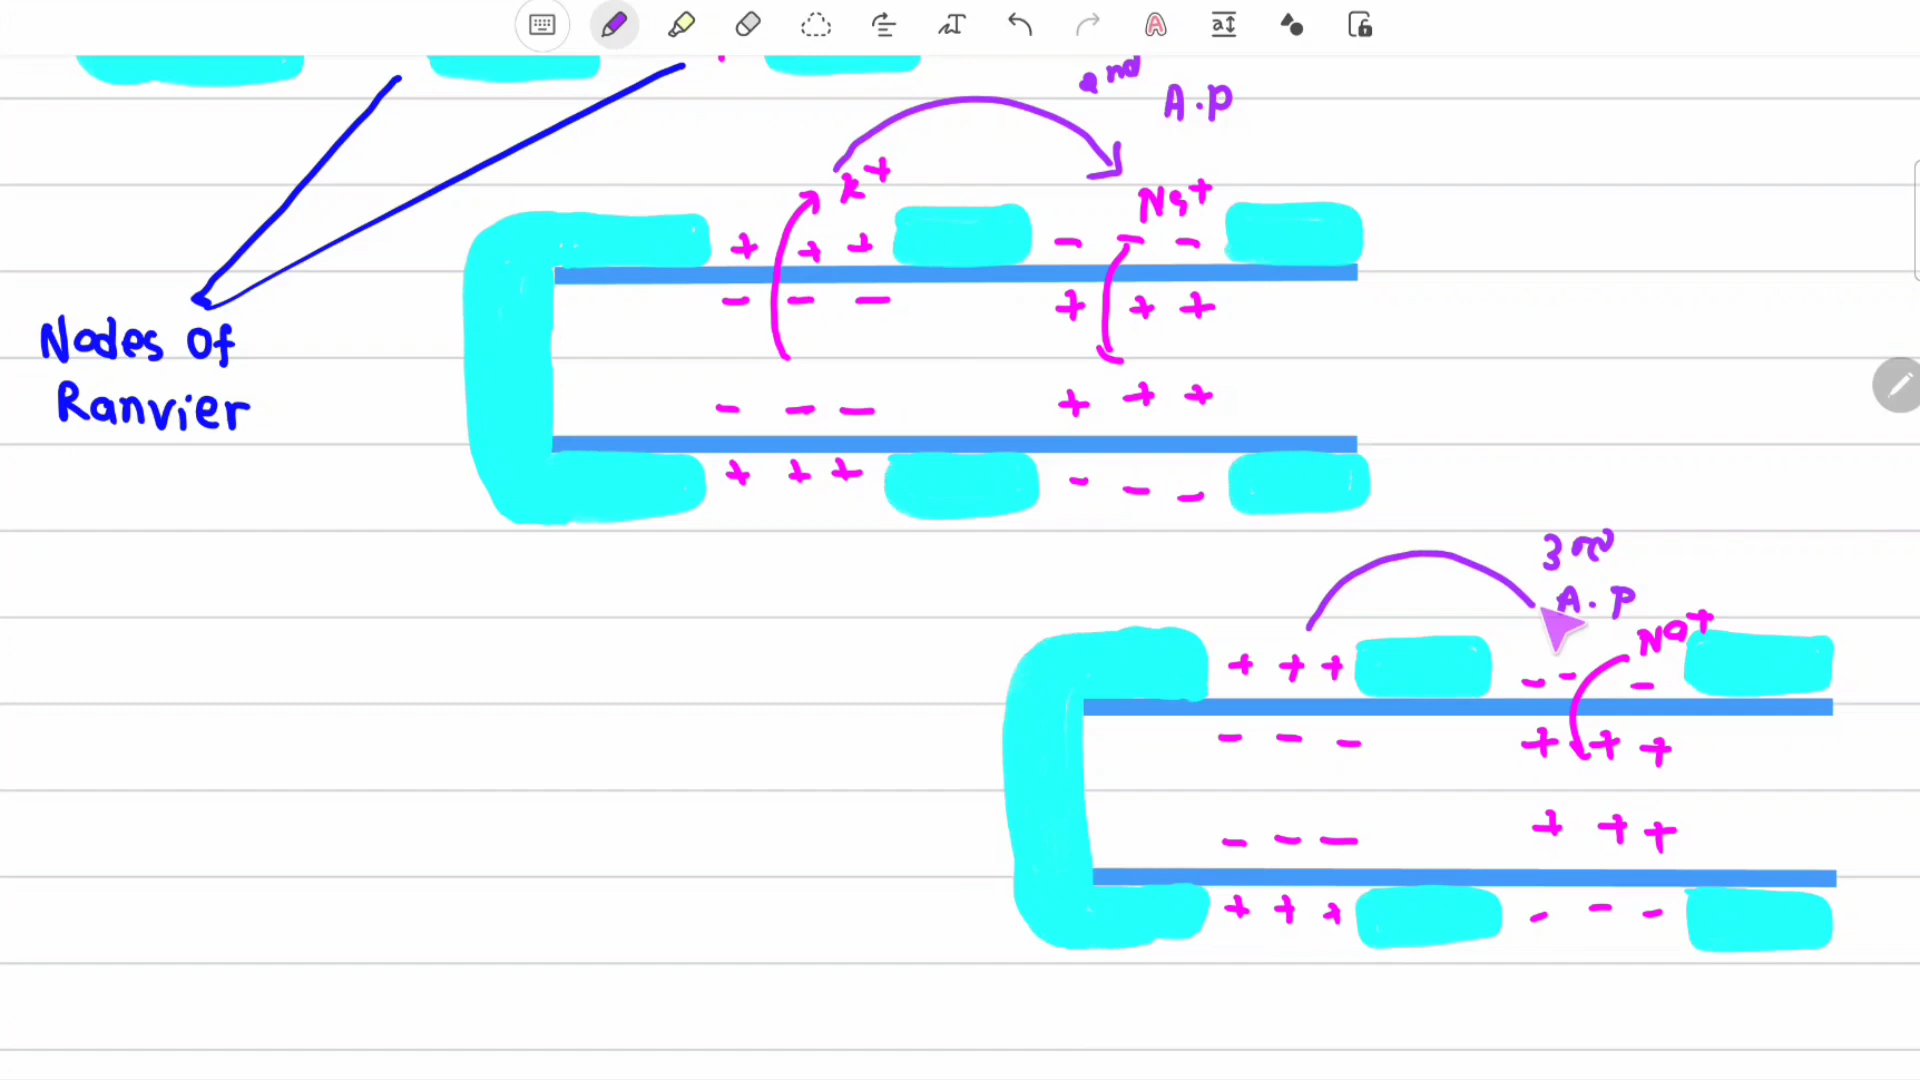 2nd
A.P
K+
Na+
Nodes of
Ranvier
3rd
A.P
Na+